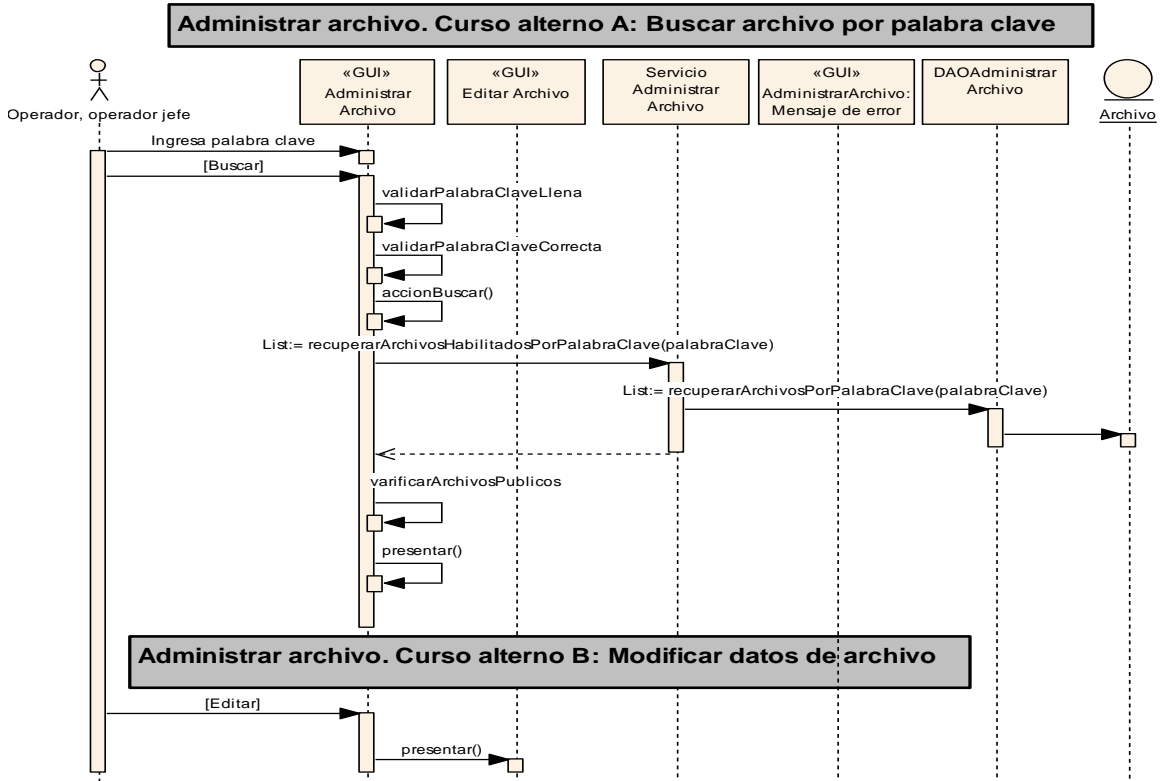 Administrar archivo. Curso alterno A: Buscar archivo por palabra clave
Operador, operador jefe
«GUI»
Administrar
Archivo
«GUI»
Editar Archivo
Servicio
Administrar
Archivo
«GUI»
AdministrarArchivo:
Mensaje de error
DAOAdministrar
Archivo
Archivo
Ingresa palabra clave
[Buscar]
validarPalabraClaveLlena
validarPalabraClaveCorrecta
accionBuscar()
List:= recuperarArchivosHabilitadosPorPalabraClave(palabraClave)
List:= recuperarArchivosPorPalabraClave(palabraClave)
varificarArchivosPublicos
presentar()
Administrar archivo. Curso alterno B: Modificar datos de archivo
[Editar]
presentar()